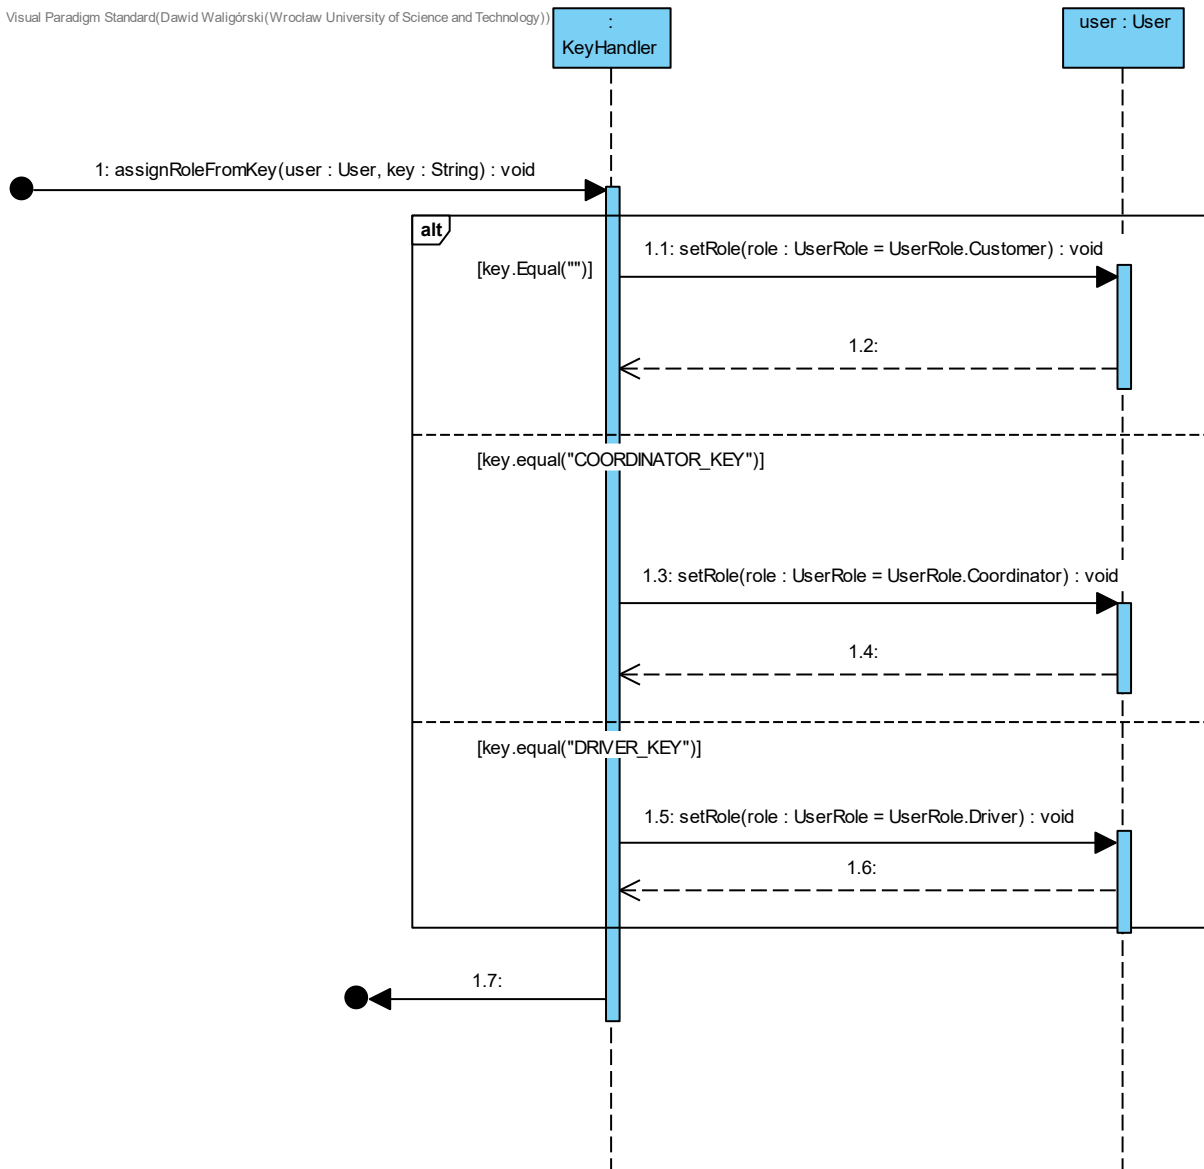 Visual Paradigm Standard(Dawid Waligórski(Wrocław University of Science and Technology))
:
KeyHandler
user : User
1: assignRoleFromKey(user : User, key : String) : void
alt
1.1: setRole(role : UserRole = UserRole.Customer) : void
[key.Equal("")]
1.2:
[key.equal("COORDINATOR_KEY")]
1.3: setRole(role : UserRole = UserRole.Coordinator) : void
1.4:
[key.equal("DRIVER_KEY")]
1.5: setRole(role : UserRole = UserRole.Driver) : void
1.6:
1.7: